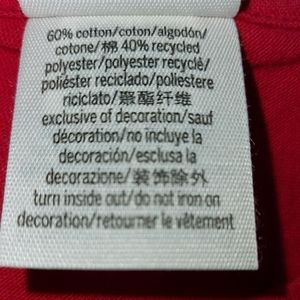 60% cotton/coton/algodón/
cotone/棉 40% recycled
polyester/polyester recyclé/
poliéster reciclado/poliestere
riciclato/聚酯纤维
exclusive of decoration/sauf
décoration/no incluye la
decoración/esclusa la
decorazione/装饰除外
turn inside out/do not iron on
decoration/retourner le vêtement